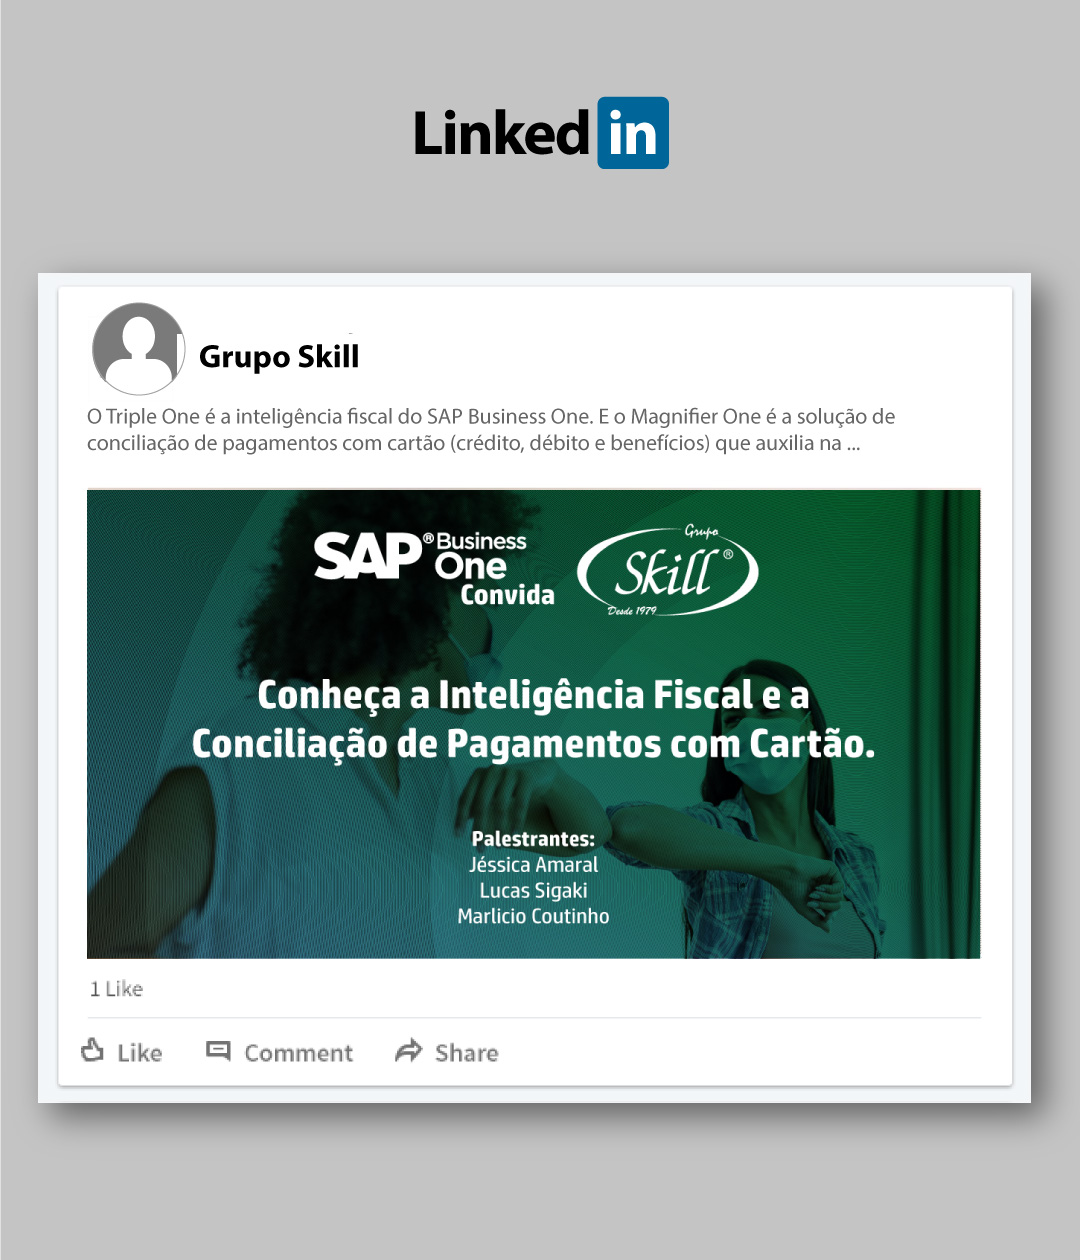 Linked in
Grupo Skill
O Triple One é a inteligência fiscal do SAP Business One. E o Magnifier One é a solução de
conciliação de pagamentos com cartão (crédito, débito e benefícios) que auxilia na ...
SAP® Business
One
Convida
Grupo
Skill®
Desde 1979
Conheça a Inteligência Fiscal e a
Conciliação de Pagamentos com Cartão.
Palestrantes:
Jéssica Amaral
Lucas Sigaki
Marlicio Coutinho
1 Like
Like Comment Share